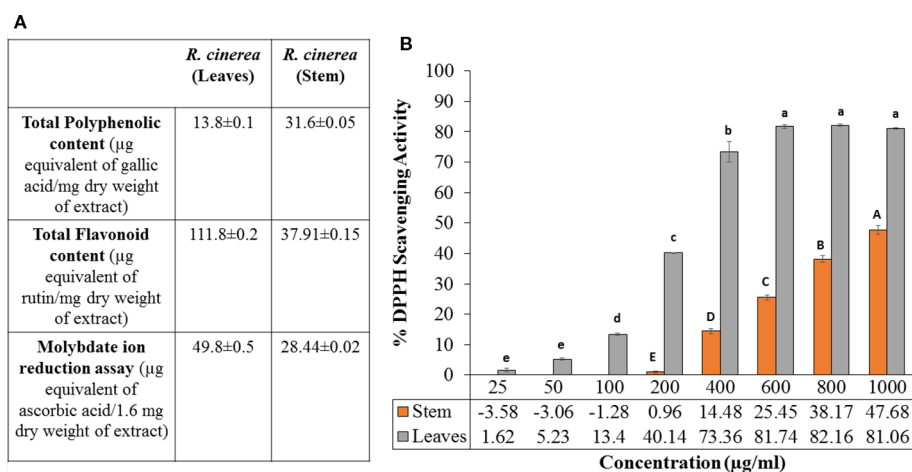 A
R. cinerea
(Leaves)
R. cinerea
(Stem)
Total Polyphenolic
content (µg
equivalent of gallic
acid/mg dry weight
of extract)
13.8±0.1
31.6±0.05
Total Flavonoid
content (µg
equivalent of
rutin/mg dry weight
of extract)
111.8±0.2
37.91±0.15
Molybdate ion
reduction assay (µg
equivalent of
ascorbic acid/1.6 mg
dry weight of extract)
49.8±0.5
28.44±0.02
B
% DPPH Scavenging Activity
100
90
80
70
60
50
40
30
20
10
0
e
e
d
E
c
D
b
C
a
B
a
A
a
25 50 100 200 400 600 800 1000
Stem -3.58 -3.06 -1.28 0.96 14.48 25.45 38.17 47.68
Leaves 1.62 5.23 13.4 40.14 73.36 81.74 82.16 81.06
Concentration (µg/ml)